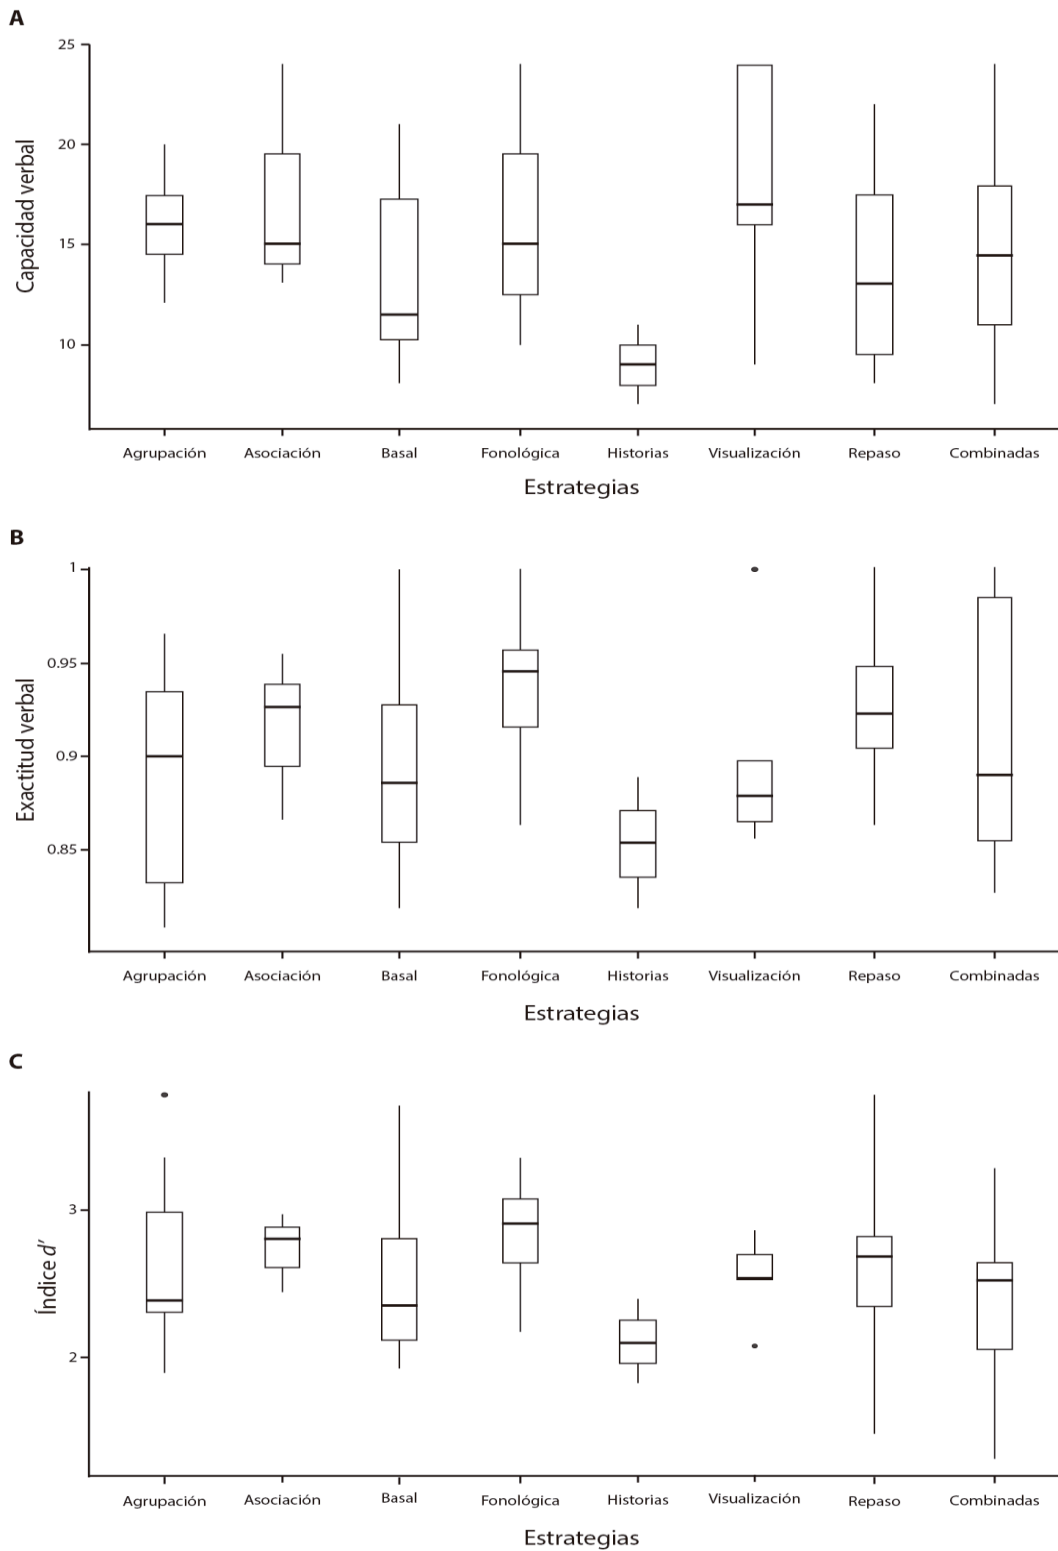 A
25
20
15
10
Capacidad verbal
Agrupación Asociación Basal Fonológica Historias Visualización Repaso Combinadas
Estrategias
B
1
0.95
0.9
0.85
Exactitud verbal
Agrupación Asociación Basal Fonológica Historias Visualización Repaso Combinadas
Estrategias
C
3
2
Índice d′
Agrupación Asociación Basal Fonológica Historias Visualización Repaso Combinadas
Estrategias